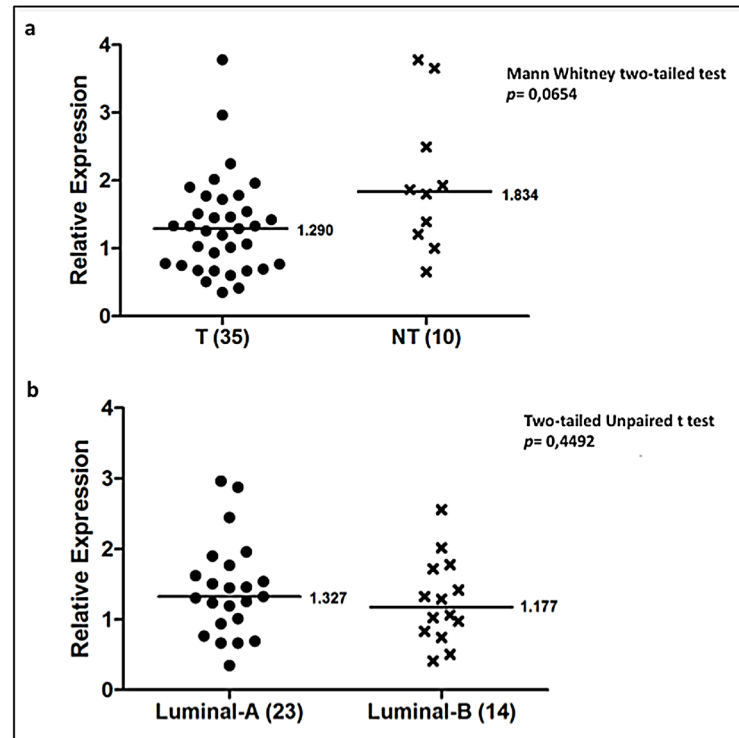 a
Relative Expression
4
3
2
1
0
Mann Whitney two-tailed test
p= 0,0654
1.290
1.834
T (35)
NT (10)
b
Relative Expression
4
3
2
1
0
Two-tailed Unpaired t test
p= 0,4492
1.327
1.177
Luminal-A (23)
Luminal-B (14)